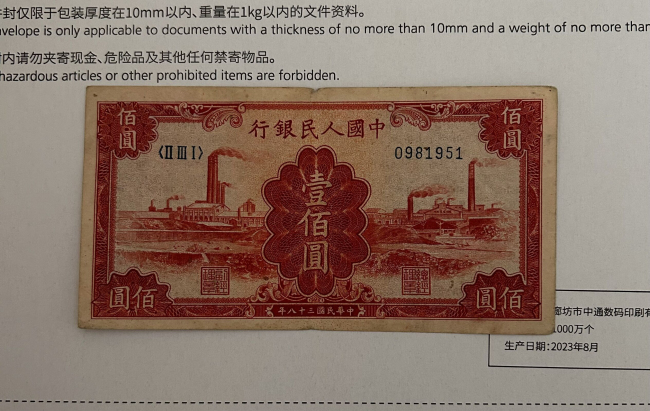 件封仅限于包装厚度在10mm以内、重量在1kg以内的文件资料。
nvelope is only applicable to documents with a thickness of no more than 10mm and a weight of no more than
封内请勿夹寄现金、危险品及其他任何禁寄物品。
hazardous articles or other prohibited items are forbidden.
佰圓
行銀民人國中
佰圓
〈II III I〉
0981951
壹佰圓
圓佰
圓佰
年八十三國民華中
廊坊市中通数码印刷有
1000万个
生产日期:2023年8月